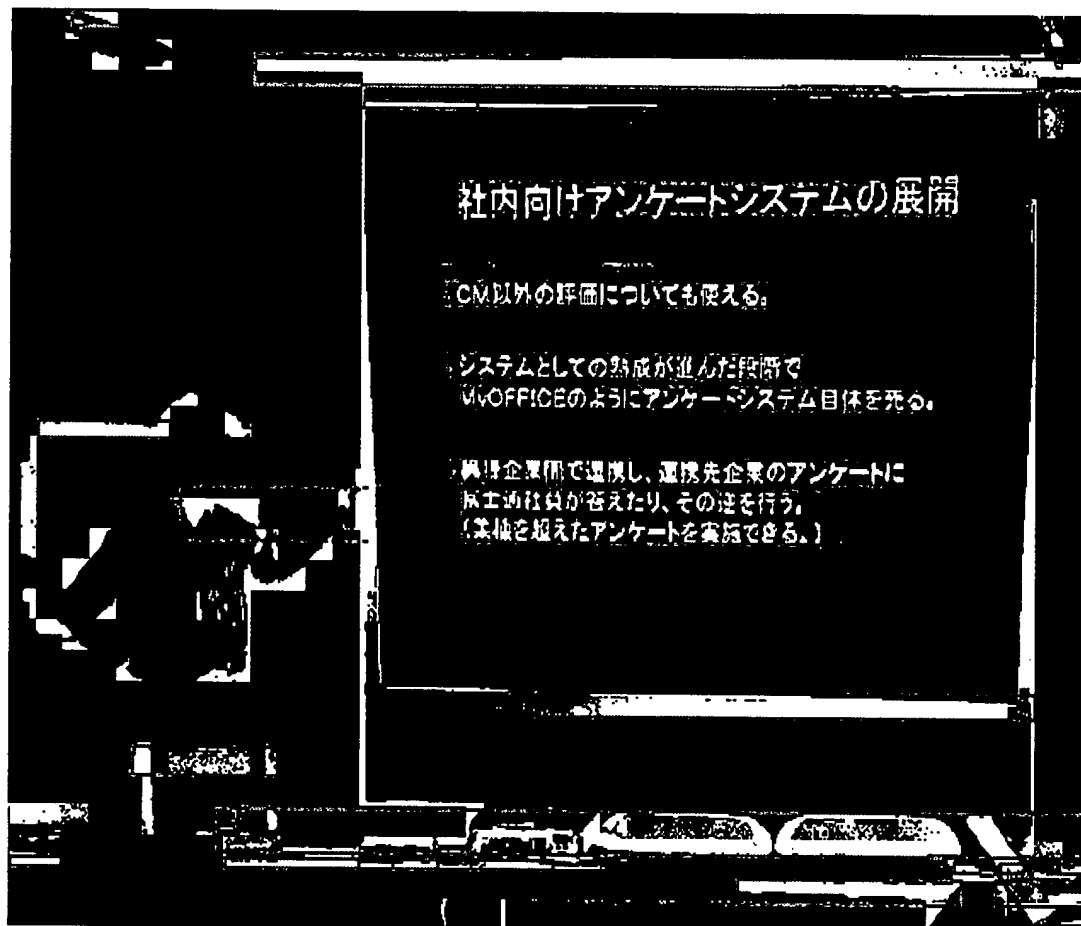 社内向けアンケートシステムの展開
CM以外の評価についても使える。
システムとしての熟成が進んだ段階で
MyOFFICEのようにアンケートシステム自体を売る。
異種企業間で連携し、連携先企業のアンケートに
富士通社員が答えたり、その逆を行う。
(業種を超えたアンケートを実施できる。)